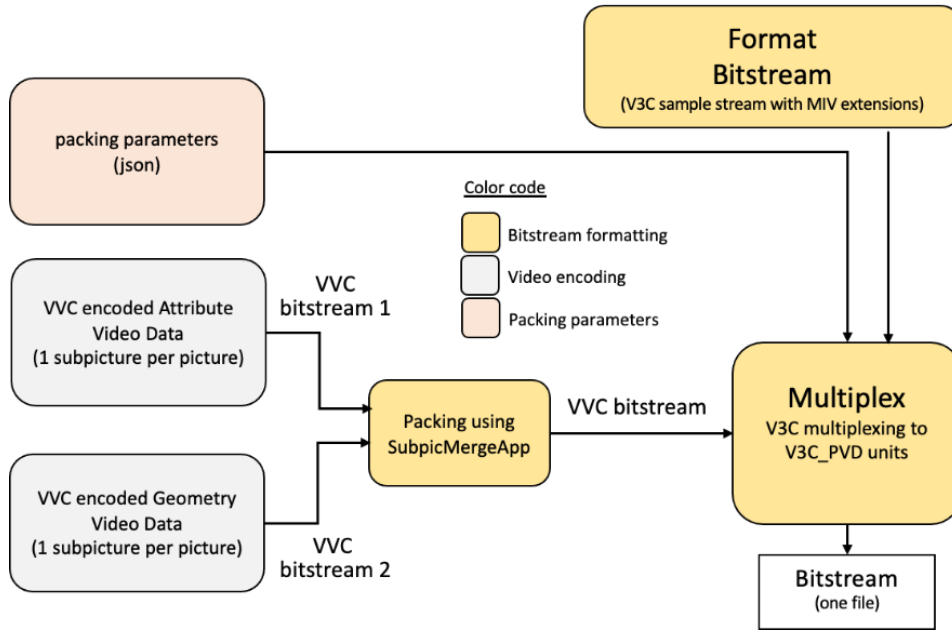 Format
Bitstream
(V3C sample stream with MIV extensions)
packing parameters
(json)
Color code
Bitstream formatting
Video encoding
Packing parameters
VVC encoded Attribute
Video Data
(1 subpicture per picture)
VVC
bitstream 1
Packing using
SubpicMergeApp
VVC bitstream
Multiplex
V3C multiplexing to
V3C_PVD units
VVC encoded Geometry
Video Data
(1 subpicture per picture)
VVC
bitstream 2
Bitstream
(one file)